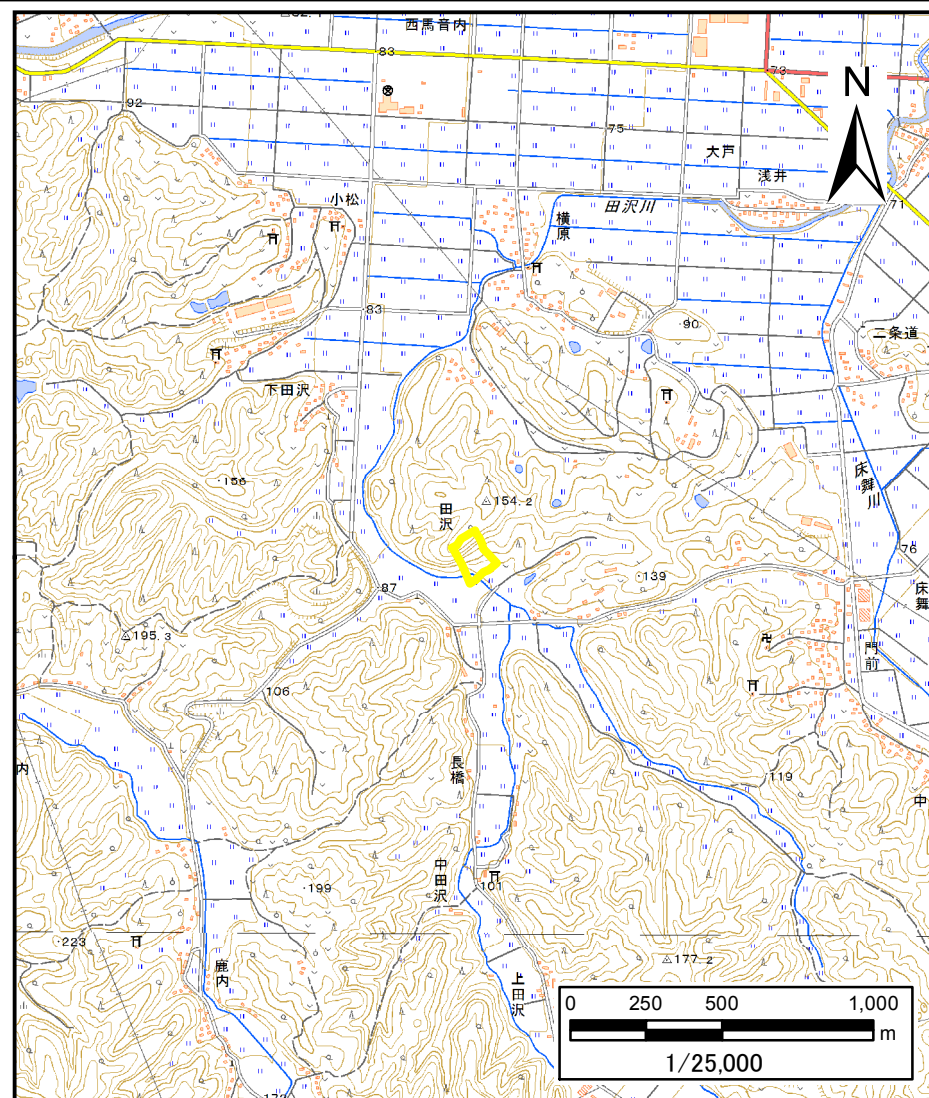 西馬音内
83
73
92
N
75
大戸
浅井
71
小松
田沢川
横原
83
90
二条道
下田沢
床舞川
156
154.2
田沢
76
139
床舞
87
195.3
門前
106
長橋
内
119
中
中田沢
199
101
223
鹿内
177.2
上田沢
0 250 500 1,000
m
1/25,000